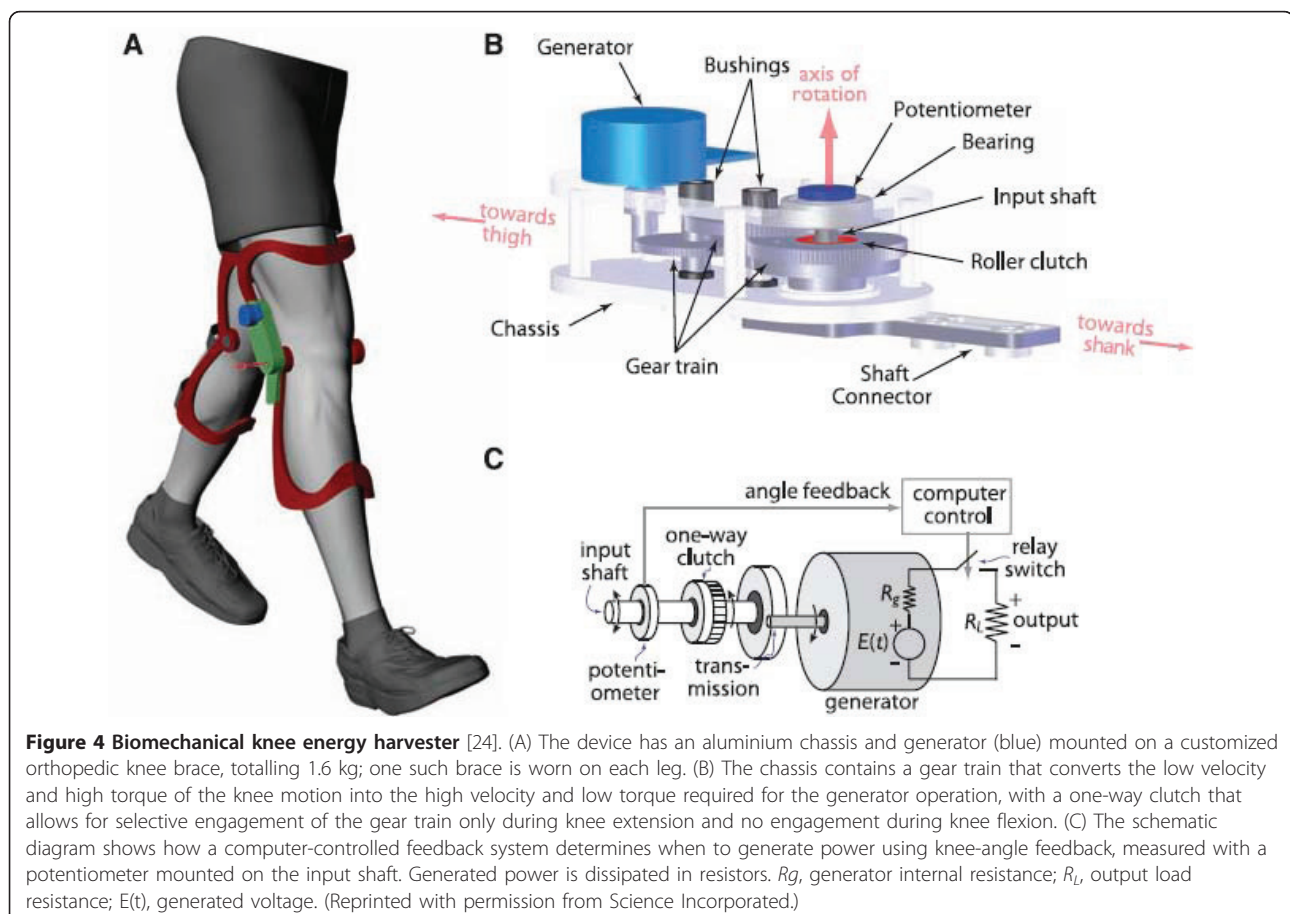 A
B
Generator
Bushings
axis of
rotation
Potentiometer
Bearing
Input shaft
Roller clutch
towards
thigh
Chassis
Gear train
Shaft
Connector
towards
shank
C
angle feedback
computer
control
one-way
clutch
input
shaft
relay
switch
Rg
E(t)
+
−
RL
+
output
−
potenti-
ometer
trans-
mission
generator
Figure 4 Biomechanical knee energy harvester [24]. (A) The device has an aluminium chassis and generator (blue) mounted on a customized
orthopedic knee brace, totalling 1.6 kg; one such brace is worn on each leg. (B) The chassis contains a gear train that converts the low velocity
and high torque of the knee motion into the high velocity and low torque required for the generator operation, with a one-way clutch that
allows for selective engagement of the gear train only during knee extension and no engagement during knee flexion. (C) The schematic
diagram shows how a computer-controlled feedback system determines when to generate power using knee-angle feedback, measured with a
potentiometer mounted on the input shaft. Generated power is dissipated in resistors. Rg, generator internal resistance; RL, output load
resistance; E(t), generated voltage. (Reprinted with permission from Science Incorporated.)